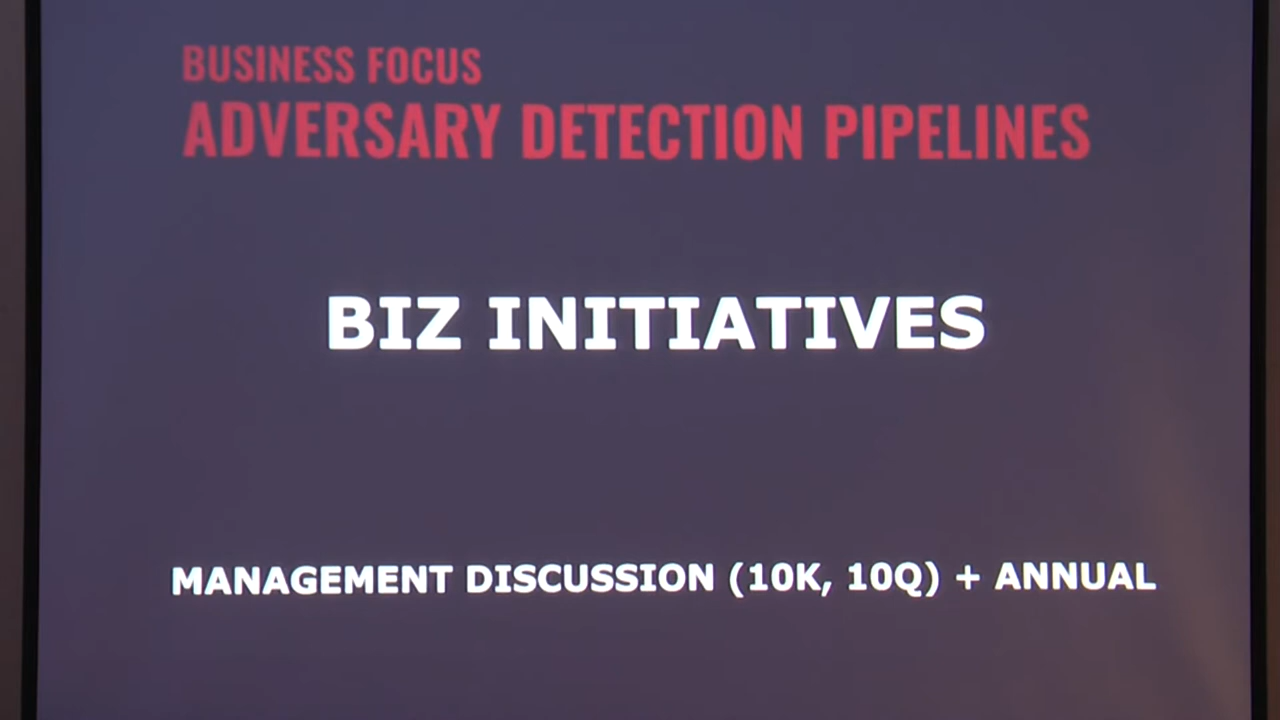 BUSINESS FOCUS
ADVERSARY DETECTION PIPELINES
BIZ INITIATIVES
MANAGEMENT DISCUSSION (10K, 10Q) + ANNUAL